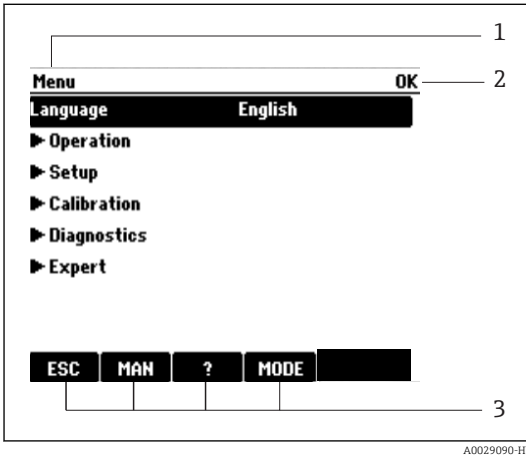 1
Menu OK 2
Language English
Operation
Setup
Calibration
Diagnostics
Expert
ESC MAN ? MODE
3
A0029090-H